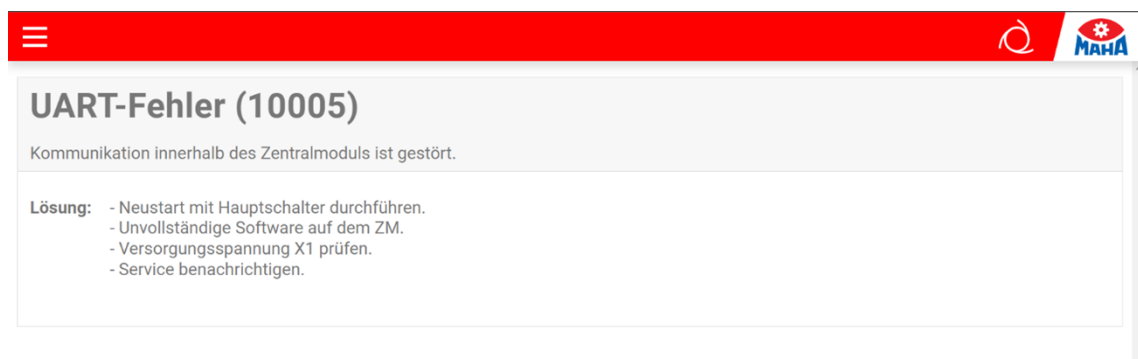 MAHA
UART-Fehler (10005)
Kommunikation innerhalb des Zentralmoduls ist gestört.
Lösung: - Neustart mit Hauptschalter durchführen.
- Unvollständige Software auf dem ZM.
- Versorgungsspannung X1 prüfen.
- Service benachrichtigen.